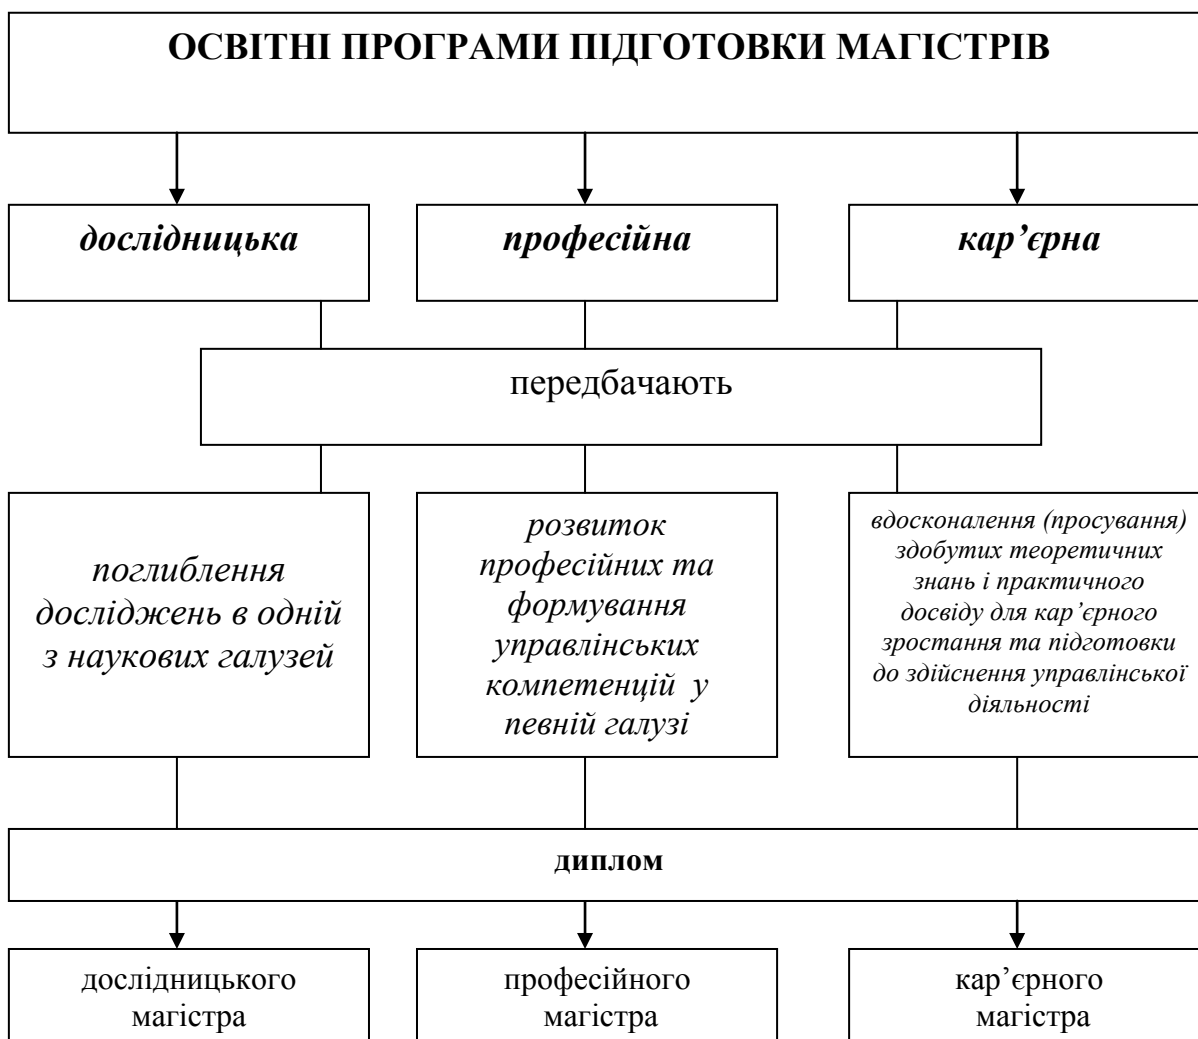 ОСВІТНІ ПРОГРАМИ ПІДГОТОВКИ МАГІСТРІВ
дослідницька
професійна
кар’єрна
передбачають
поглиблення
досліджень в одній
з наукових галузей
розвиток
професійних та
формування
управлінських
компетенцій у
певній галузі
вдосконалення (просування)
здобутих теоретичних
знань і практичного
досвіду для кар’єрного
зростання та підготовки
до здійснення управлінської
діяльності
диплом
дослідницького
магістра
професійного
магістра
кар’єрного
магістра